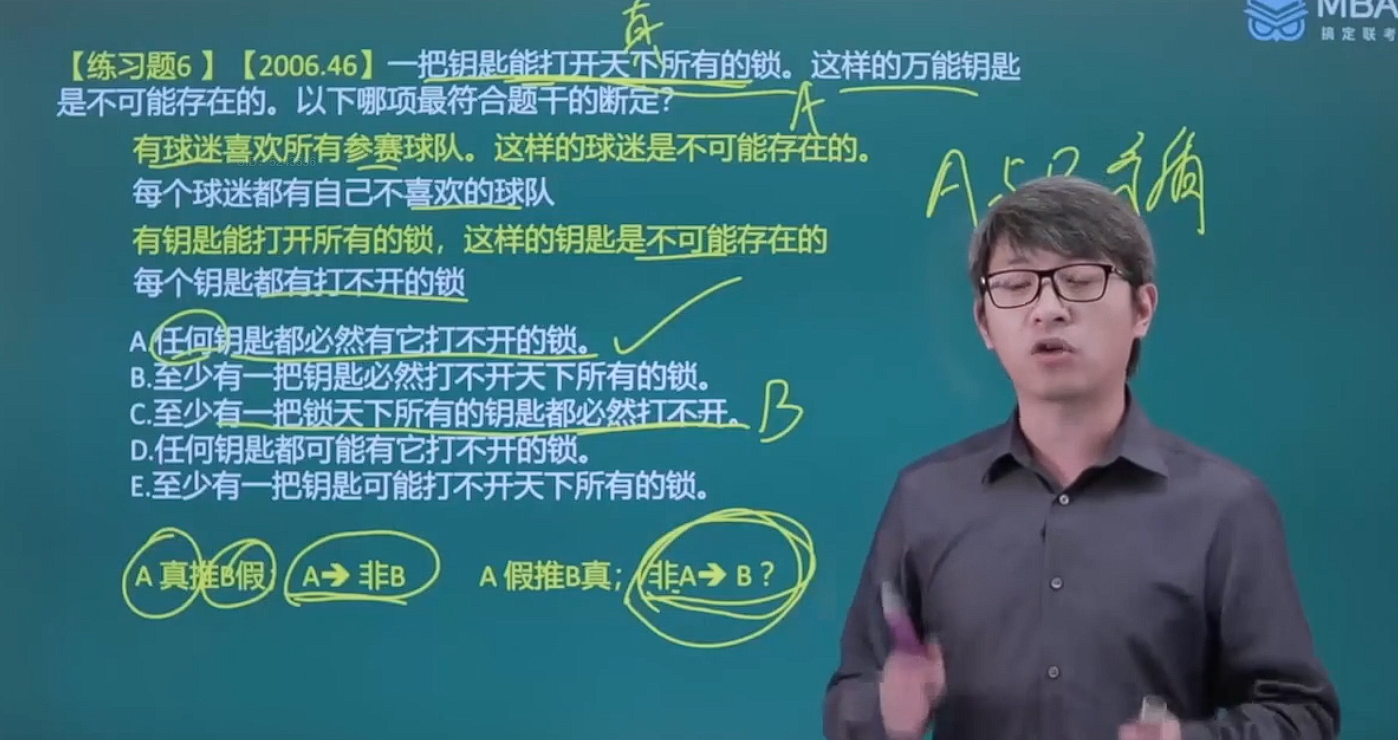 MBA
搞定联考
真
【练习题6 】【2006.46】一把钥匙能打开天下所有的锁。这样的万能钥匙
是不可能存在的。以下哪项最符合题干的断定？
A
有球迷喜欢所有参赛球队。这样的球迷是不可能存在的。
每个球迷都有自己不喜欢的球队
有钥匙能打开所有的锁，这样的钥匙是不可能存在的
每个钥匙都有打不开的锁
A.任何钥匙都必然有它打不开的锁。
B.至少有一把钥匙必然打不开天下所有的锁。
C.至少有一把锁天下所有的钥匙都必然打不开。 B
D.任何钥匙都可能有它打不开的锁。
E.至少有一把钥匙可能打不开天下所有的锁。
A 真推B假； A→ 非B A 假推B真； 非A→ B ？